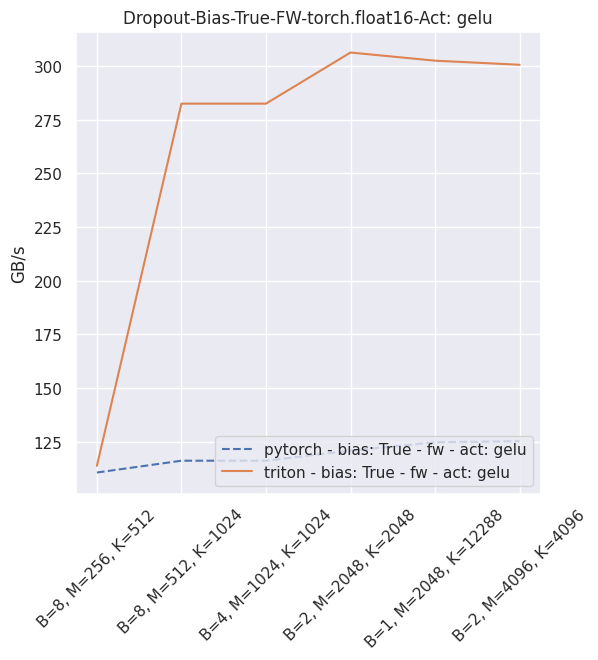 Dropout-Bias-True-FW-torch.float16-Act: gelu
GB/s
300
275
250
225
200
175
150
125
pytorch - bias: True - fw - act: gelu
triton - bias: True - fw - act: gelu
B=8, M=256, K=512
B=8, M=512, K=1024
B=4, M=1024, K=1024
B=2, M=2048, K=2048
B=1, M=2048, K=12288
B=2, M=4096, K=4096